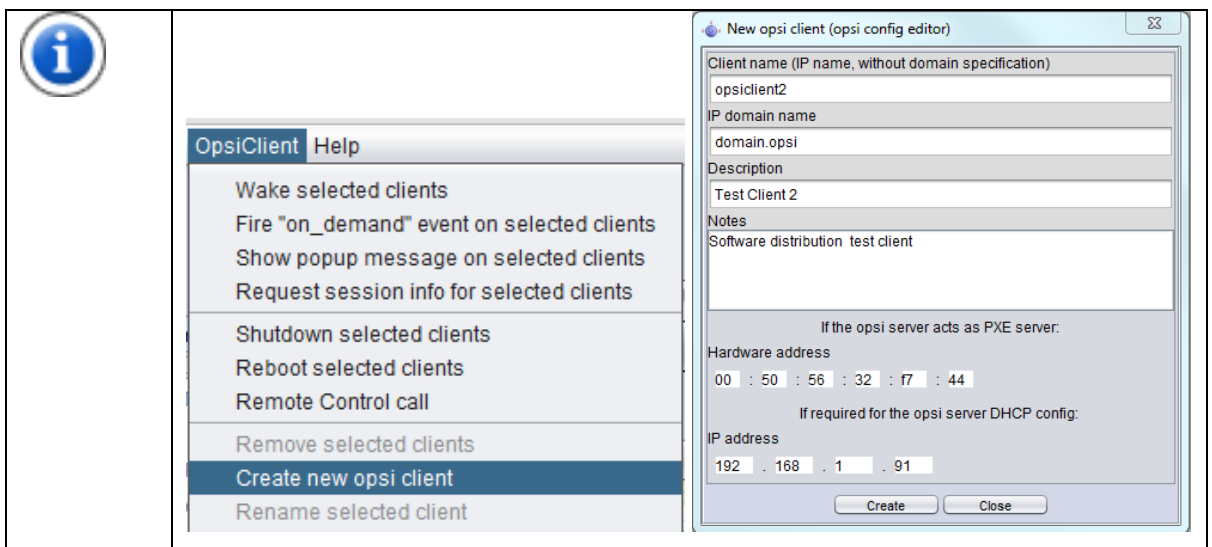 OpsiClient Help
Wake selected clients
Fire "on_demand" event on selected clients
Show popup message on selected clients
Request session info for selected clients
Shutdown selected clients
Reboot selected clients
Remote Control call
Remove selected clients
Create new opsi client
Rename selected client
New opsi client (opsi config editor)
Client name (IP name, without domain specification)
opsiclient2
IP domain name
domain.opsi
Description
Test Client 2
Notes
Software distribution test client
If the opsi server acts as PXE server:
Hardware address
00 : 50 : 56 : 32 : f7 : 44
If required for the opsi server DHCP config:
IP address
192 . 168 . 1 . 91
Create Close